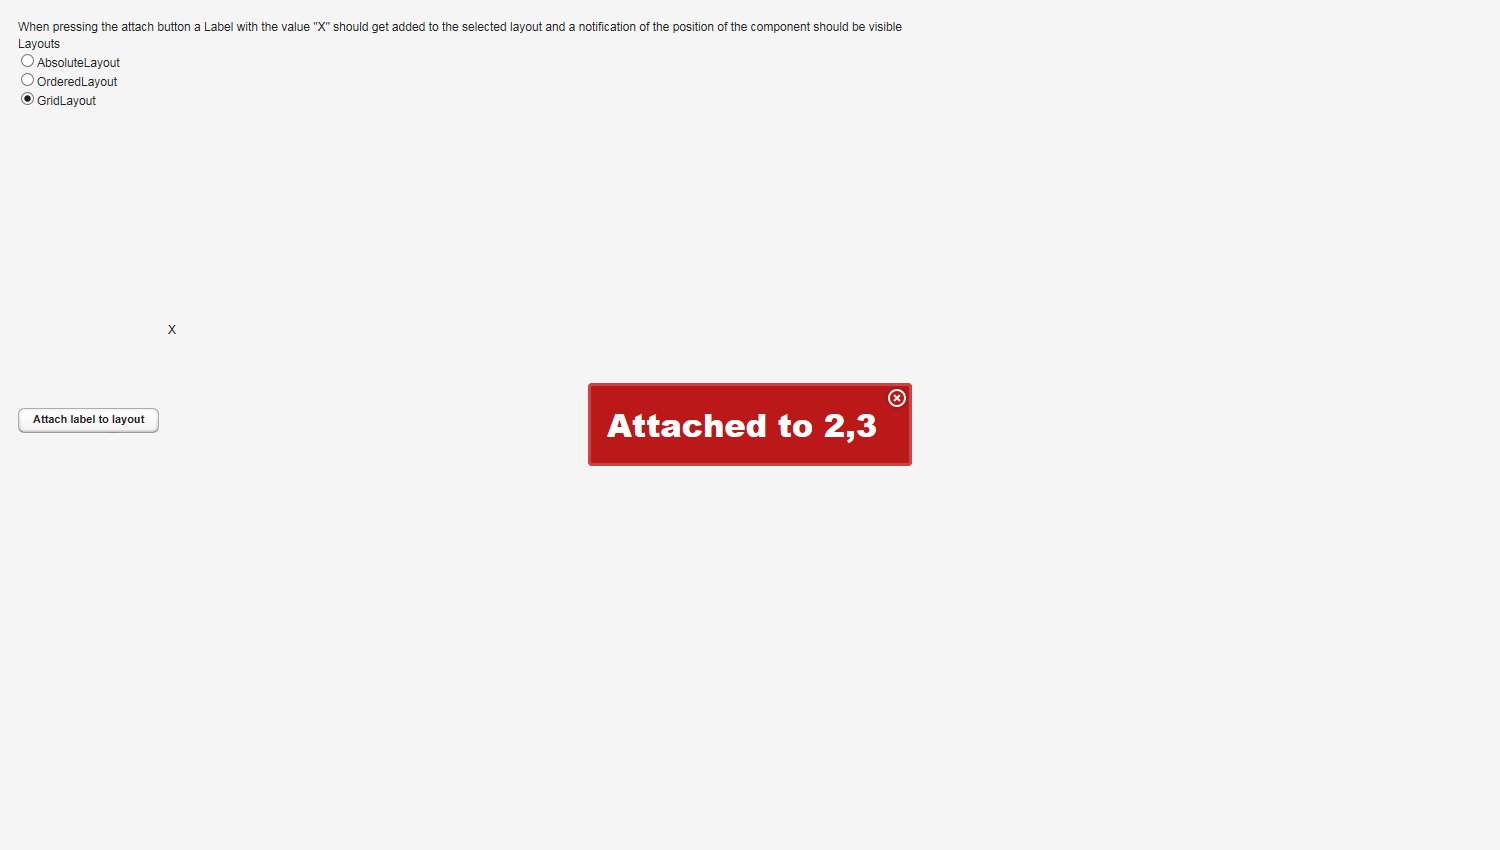 When pressing the attach button a Label with the value "X" should get added to the selected layout and a notification of the position of the component should be visible
Layouts
AbsoluteLayout
OrderedLayout
GridLayout
X
Attached to 2,3
Attach label to layout